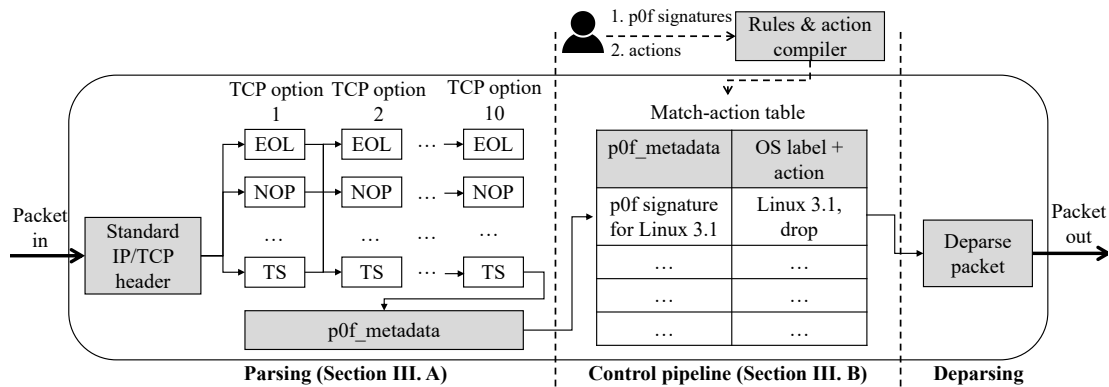 1. p0f signatures
2. actions
Rules & action
compiler
TCP option
1
TCP option
2
TCP option
10
Match-action table
EOL
EOL
…
EOL
NOP
NOP
…
NOP
…
…
…
TS
TS
…
TS
p0f_metadata
OS label +
action
p0f signature
for Linux 3.1
Linux 3.1,
drop
…
…
…
…
…
…
Packet
in
Standard
IP/TCP
header
p0f_metadata
Deparse
packet
Packet
out
Parsing (Section III. A)
Control pipeline (Section III. B)
Deparsing